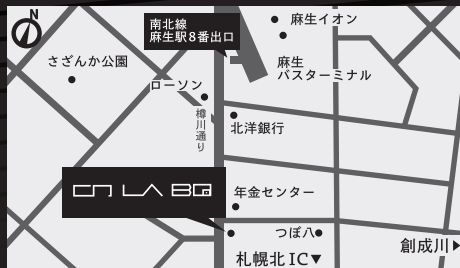 N
南北線
麻生駅8番出口
麻生イオン
さざんか公園
麻生
バスターミナル
ローソン
樽川通り
北洋銀行
CO LA BO
年金センター
つぼ八
創成川▶
札幌北IC▼